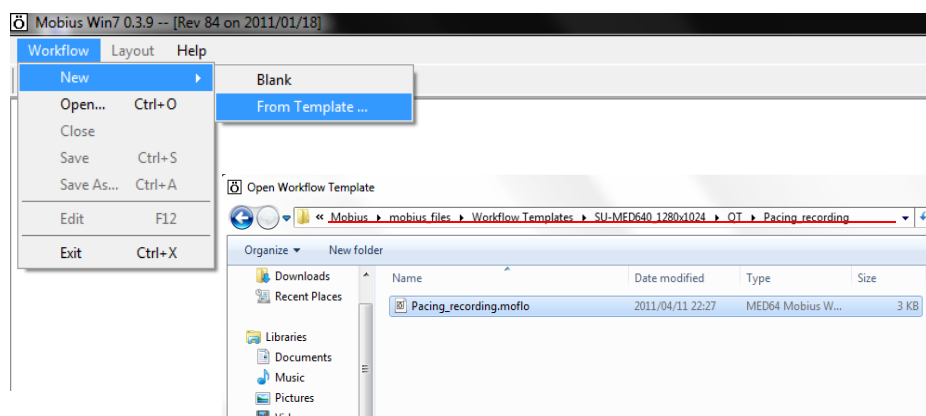 Ö Mobius Win7 0.3.9 -- [Rev 84 on 2011/01/18]
Workflow Layout Help
New
Blank
Open... Ctrl+O
From Template ...
Close
Save Ctrl+S
Save As... Ctrl+A
Edit F12
Exit Ctrl+X
Ö Open Workflow Template
« Mobius ▸ mobius files ▸ Workflow Templates ▸ SU-MED640 1280x1024 ▸ QT ▸ Pacing_recording
Organize New folder
Downloads
Recent Places
Libraries
Documents
Music
Pictures
Name Date modified Type Size
Pacing_recording.moflo 2011/04/11 22:27 MED64 Mobius W... 3 KB